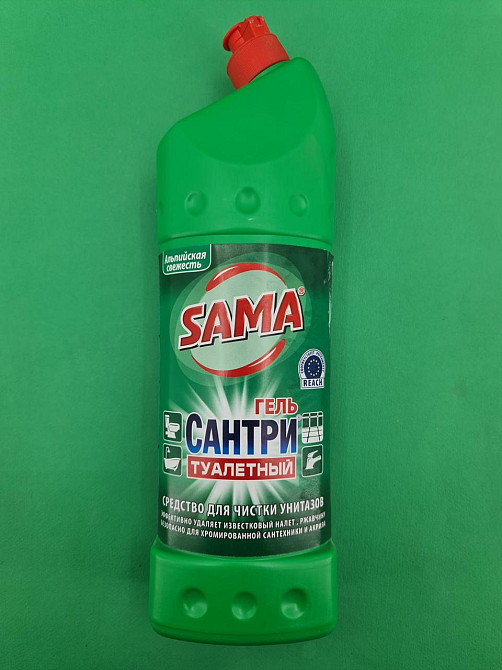 Альпийская
свежесть
SAMA®
REACH
ГЕЛЬ
САНТРИ®
ТУАЛЕТНЫЙ
СРЕДСТВО ДЛЯ ЧИСТКИ УНИТАЗОВ
ЭФФЕКТИВНО УДАЛЯЕТ ИЗВЕСТКОВЫЙ НАЛЕТ, РЖАВЧИНУ
БЕЗОПАСНО ДЛЯ ХРОМИРОВАННОЙ САНТЕХНИКИ И АКРИЛА